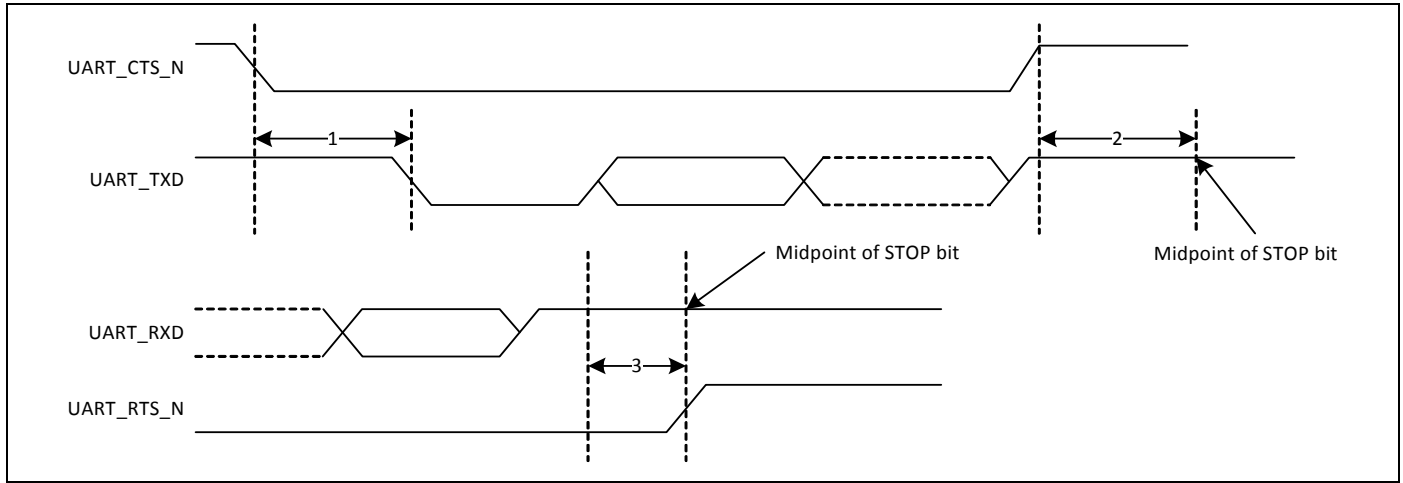 UART_CTS_N
1
2
UART_TXD
Midpoint of STOP bit
Midpoint of STOP bit
UART_RXD
3
UART_RTS_N